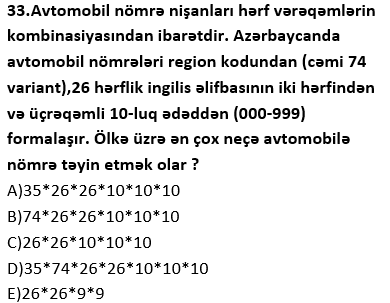 33.Avtomobil nömrə nişanları hərf vərəqəmlərin
kombinasiyasından ibarətdir. Azərbaycanda
avtomobil nömrələri region kodundan (cəmi 74
variant),26 hərflik ingilis əlifbasının iki hərfindən
və üçrəqəmli 10-luq ədəddən (000-999)
formalaşır. Ölkə üzrə ən çox neçə avtomobilə
nömrə təyin etmək olar ?
A)35*26*26*10*10*10
B)74*26*26*10*10*10
C)26*26*10*10*10
D)35*74*26*26*10*10*10
E)26*26*9*9